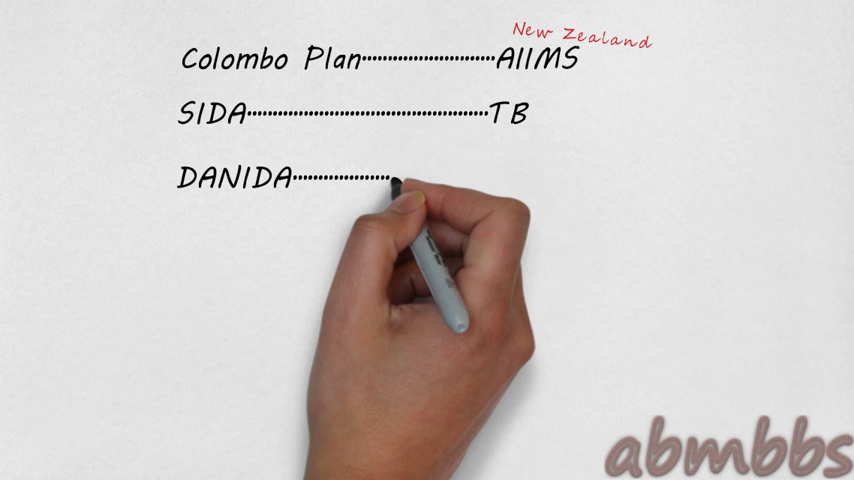 New Zealand
Colombo Plan..........................AIIMS
SIDA...............................................TB
DANIDA...................
abmbbs